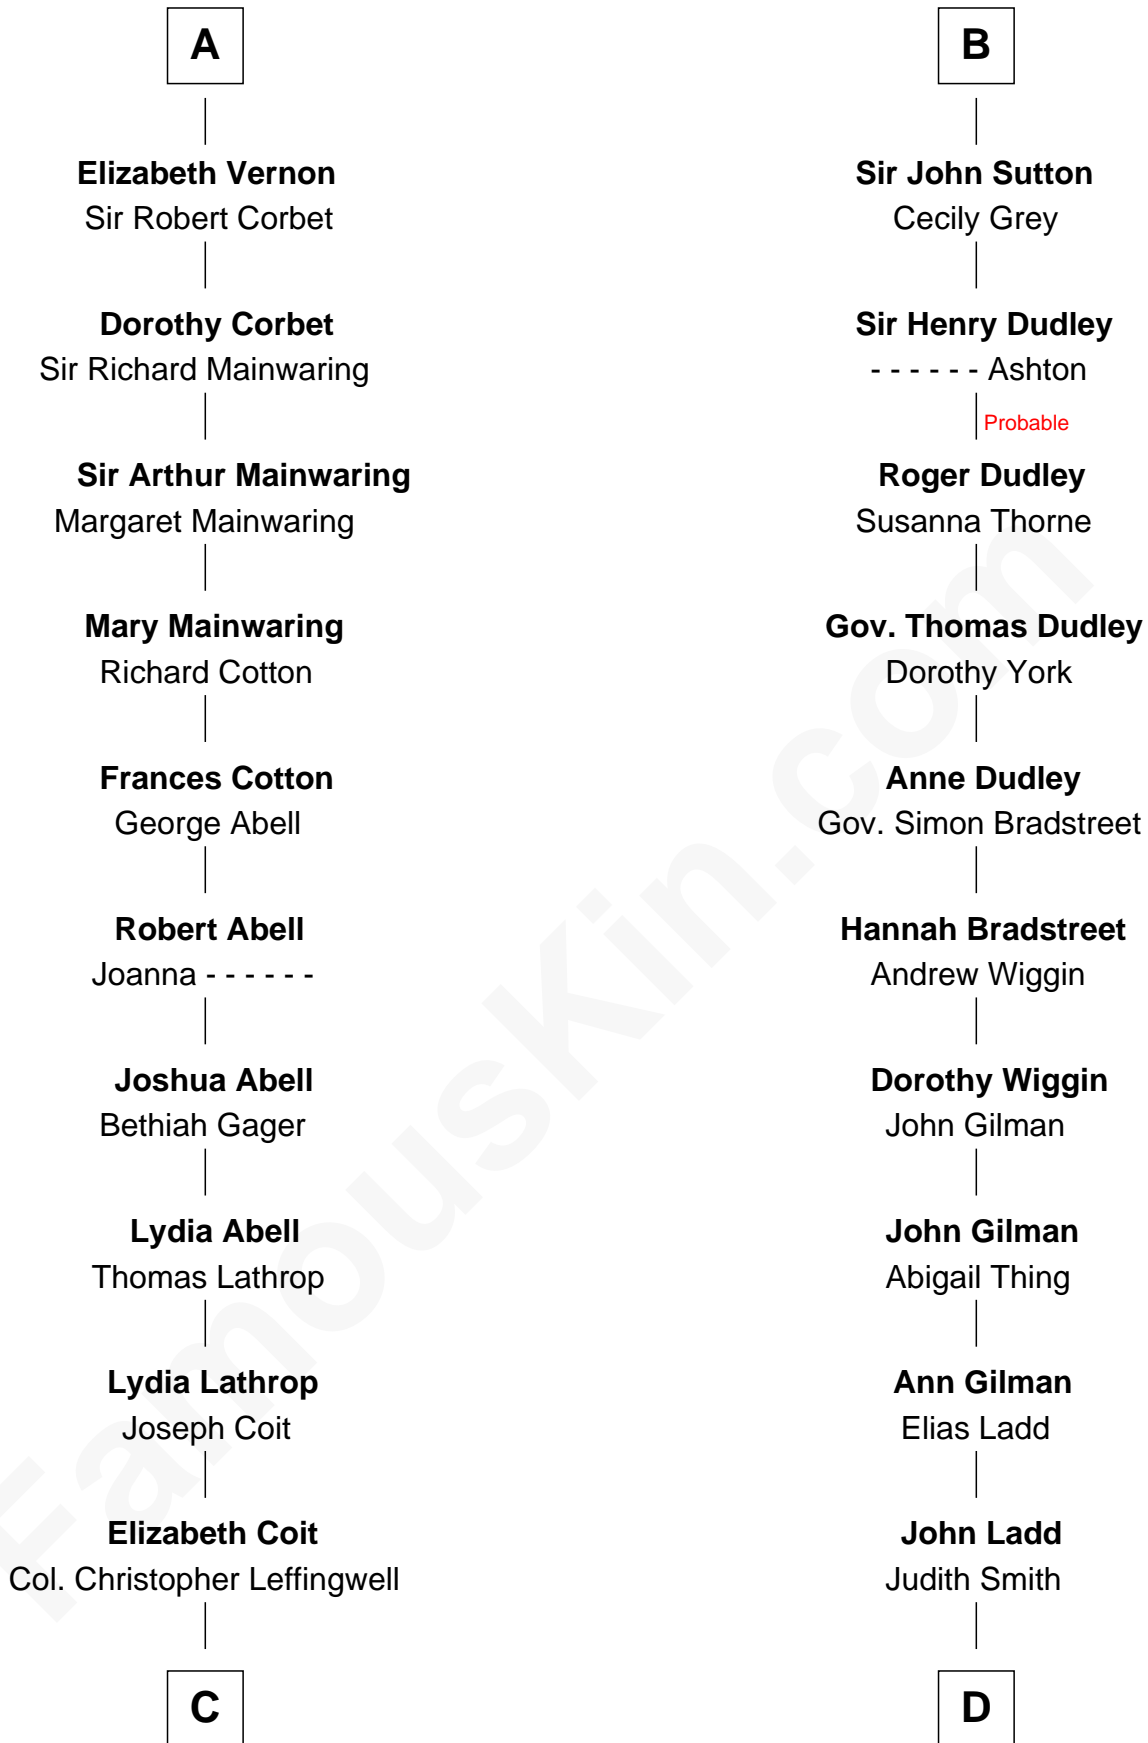 A
Elizabeth Vernon
Sir Robert Corbet
Dorothy Corbet
Sir Richard Mainwaring
Sir Arthur Mainwaring
Margaret Mainwaring
Mary Mainwaring
Richard Cotton
Frances Cotton
George Abell
Robert Abell
Joanna - - - - - -
Joshua Abell
Bethiah Gager
Lydia Abell
Thomas Lathrop
Lydia Lathrop
Joseph Coit
Elizabeth Coit
Col. Christopher Leffingwell
C
B
Sir John Sutton
Cecily Grey
Sir Henry Dudley
- - - - - - Ashton
Probable
Roger Dudley
Susanna Thorne
Gov. Thomas Dudley
Dorothy York
Anne Dudley
Gov. Simon Bradstreet
Hannah Bradstreet
Andrew Wiggin
Dorothy Wiggin
John Gilman
John Gilman
Abigail Thing
Ann Gilman
Elias Ladd
John Ladd
Judith Smith
D
FamousKin.com